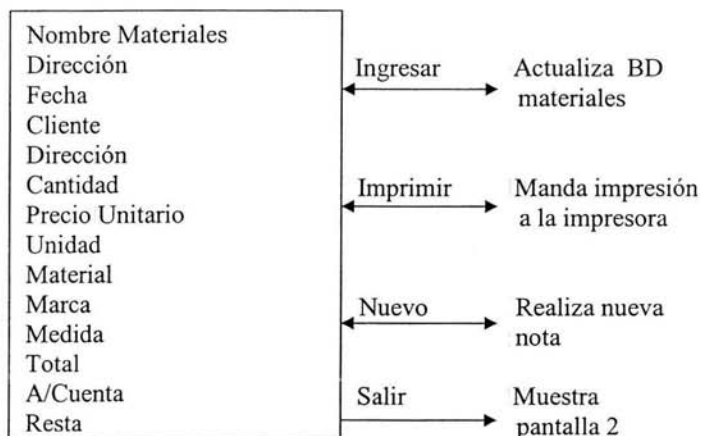 Nombre Materiales
Dirección
Fecha
Cliente
Dirección
Cantidad
Precio Unitario
Unidad
Material
Marca
Medida
Total
A/Cuenta
Resta
Ingresar
Actualiza BD
materiales
Imprimir
Manda impresión
a la impresora
Nuevo
Realiza nueva
nota
Salir
Muestra
pantalla 2